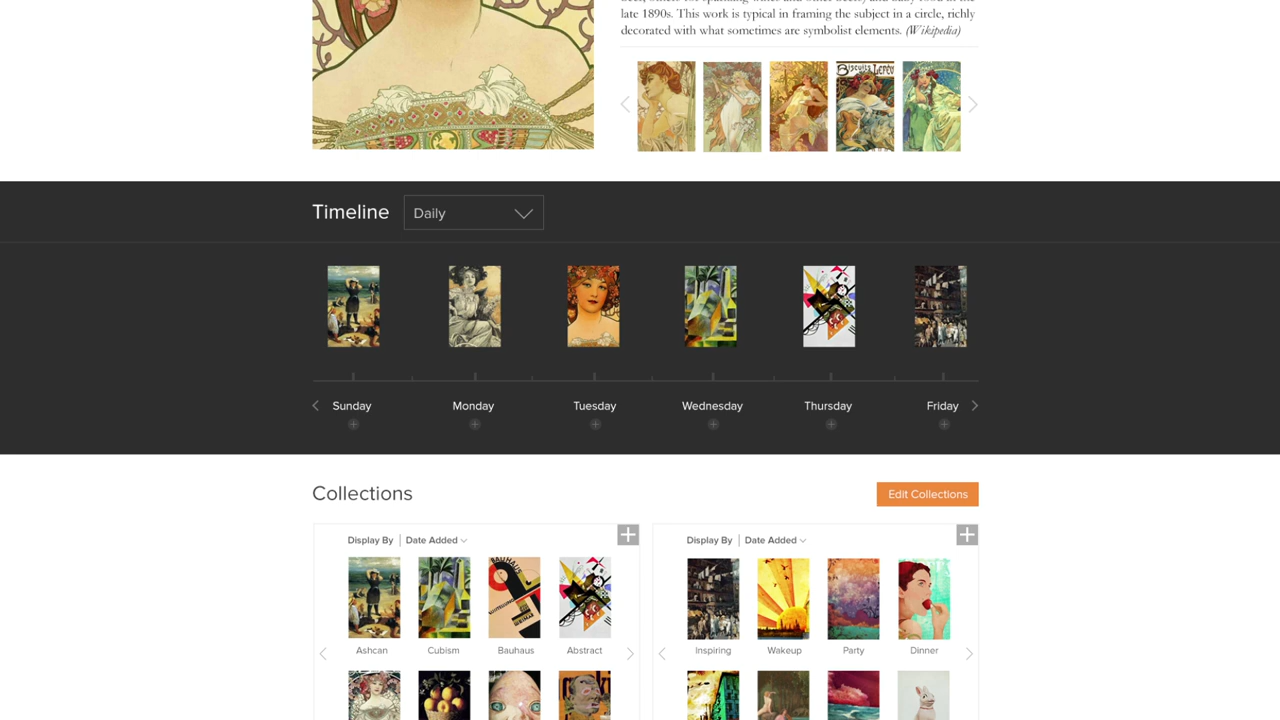 late 1890s. This work is typical in framing the subject in a circle, richly
decorated with what sometimes are symbolist elements. (Wikipedia)
Timeline
Daily
Sunday Monday Tuesday Wednesday Thursday Friday
Collections
Edit Collections
Display By | Date Added
Display By | Date Added
BAUHAUS
Ashcan Cubism Bauhaus Abstract
Inspiring Wakeup Party Dinner